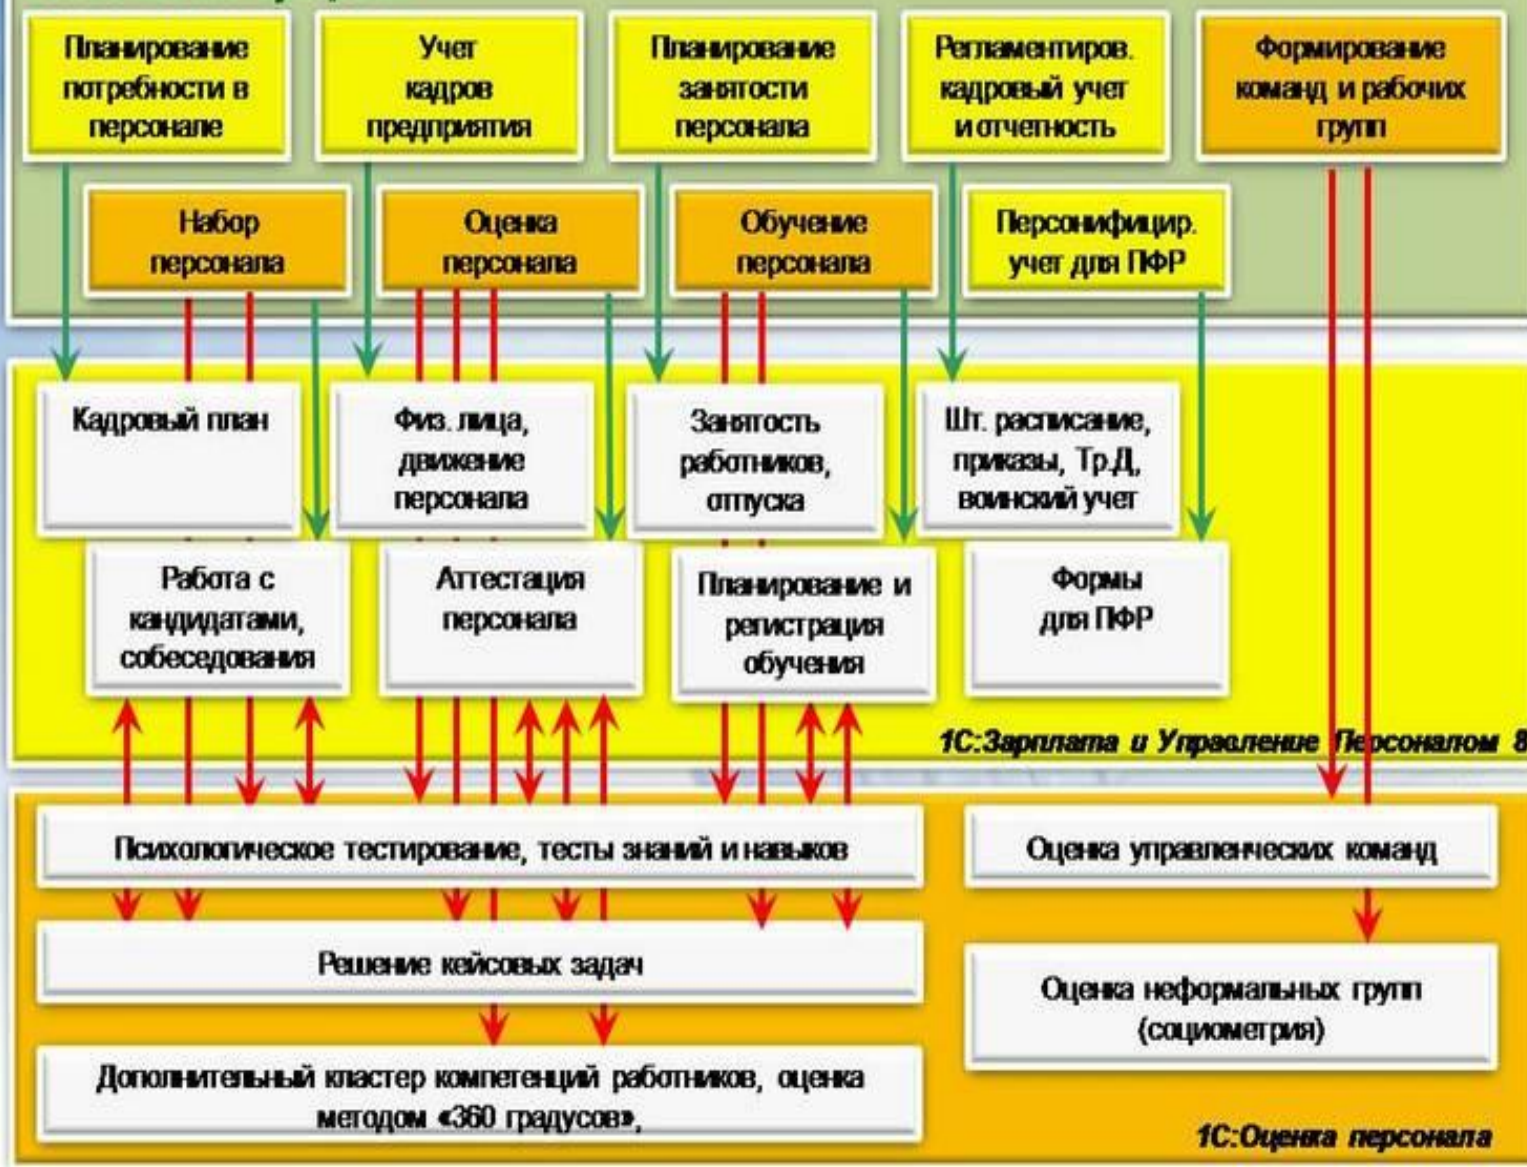 Планирование
потребности в
персонале
Учет
кадров
предприятия
Планирование
занятости
персонала
Регламентиров.
кадровый учет
и отчетность
Формирование
команд и рабочих
групп
Набор
персонала
Оценка
персонала
Обучение
персонала
Персонифицир.
учет для ПФР
Кадровый план
Физ. лица,
движение
персонала
Занятость
работников,
отпуска
Шт. расписание,
приказы, Тр.Д,
воинский учет
Работа с
кандидатами,
собеседования
Аттестация
персонала
Планирование и
регистрация
обучения
Формы
для ПФР
1С:Зарплата и Управление Персоналом 8
Психологическое тестирование, тесты знаний и навыков
Оценка управленческих команд
Решение кейсовых задач
Оценка неформальных групп
(социометрия)
Дополнительный кластер компетенций работников, оценка
методом «360 градусов»,
1С:Оценка персонала